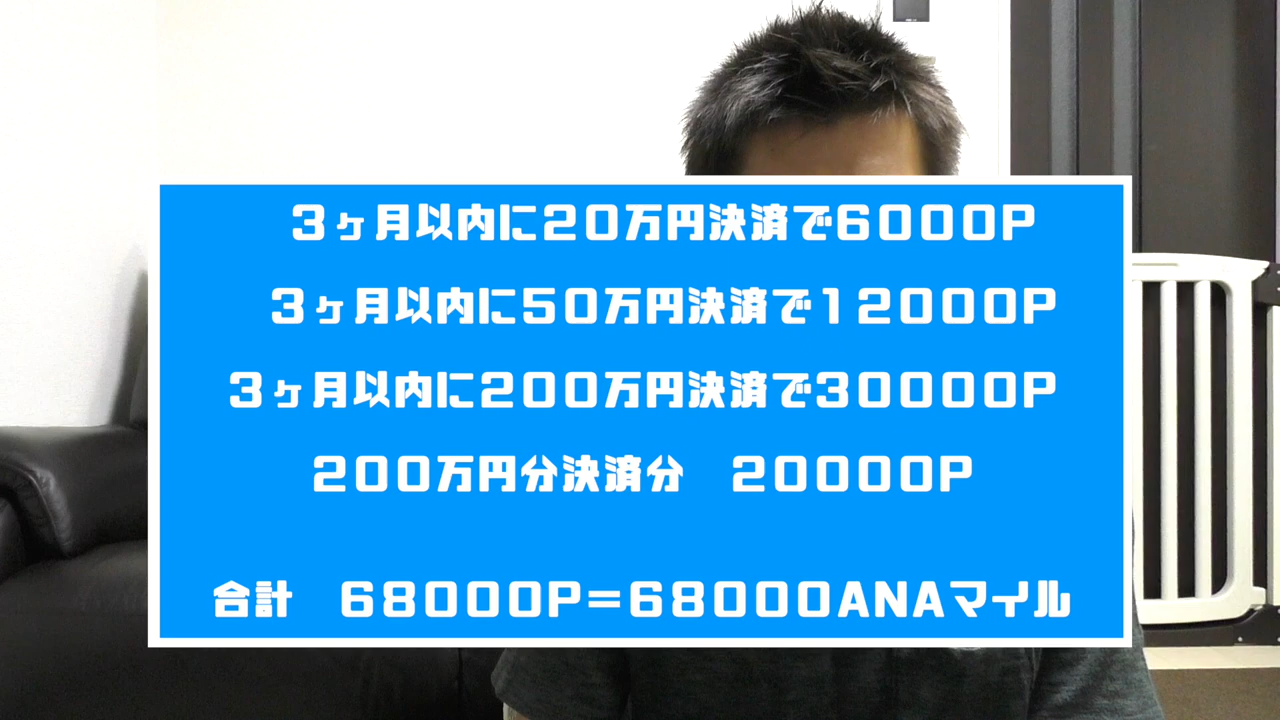 3ヶ月以内に20万円決済で6000P
3ヶ月以内に50万円決済で12000P
3ヶ月以内に200万円決済で30000P
200万円分決済分　20000P
合計　68000P=68000ANAマイル